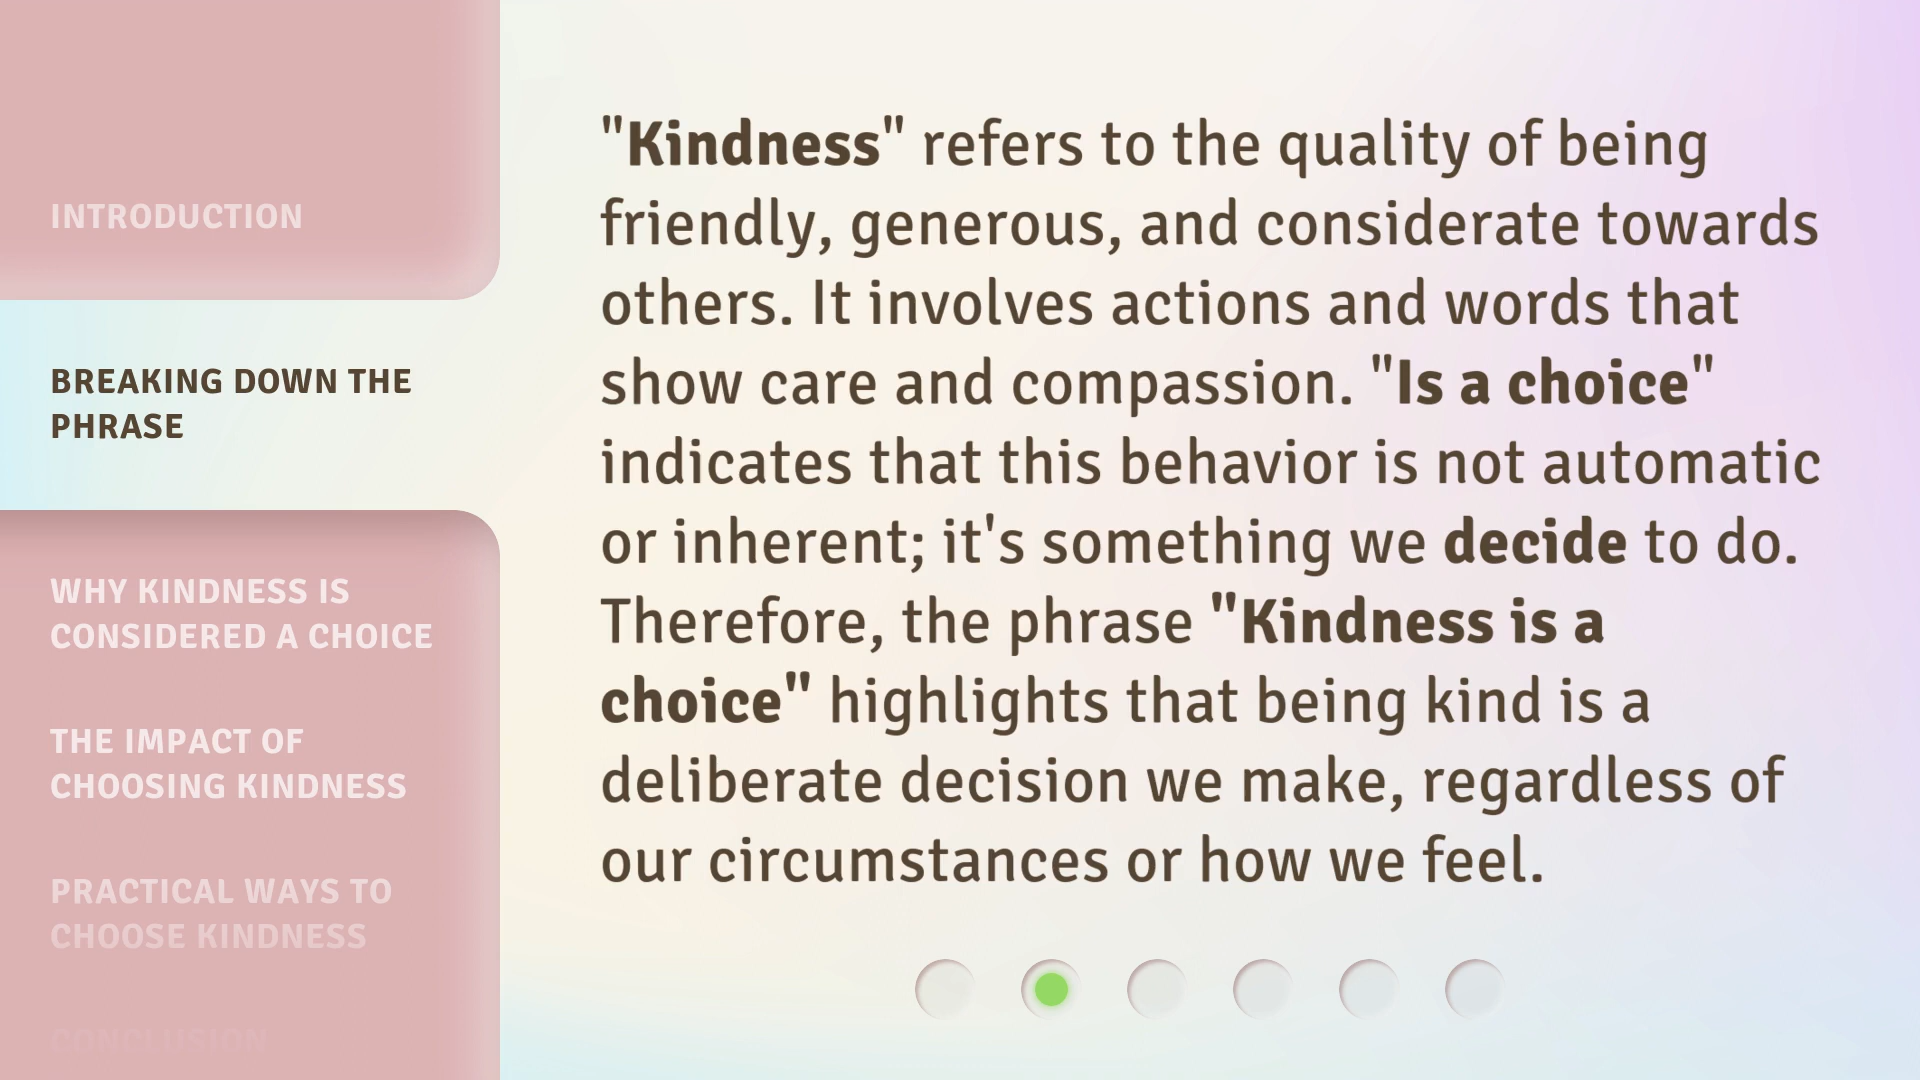 INTRODUCTION
BREAKING DOWN THE
PHRASE
WHY KINDNESS IS
CONSIDERED A CHOICE
THE IMPACT OF
CHOOSING KINDNESS
PRACTICAL WAYS TO
CHOOSE KINDNESS
CONCLUSION
"Kindness" refers to the quality of being
friendly, generous, and considerate towards
others. It involves actions and words that
show care and compassion. "Is a choice"
indicates that this behavior is not automatic
or inherent; it's something we decide to do.
Therefore, the phrase "Kindness is a
choice" highlights that being kind is a
deliberate decision we make, regardless of
our circumstances or how we feel.